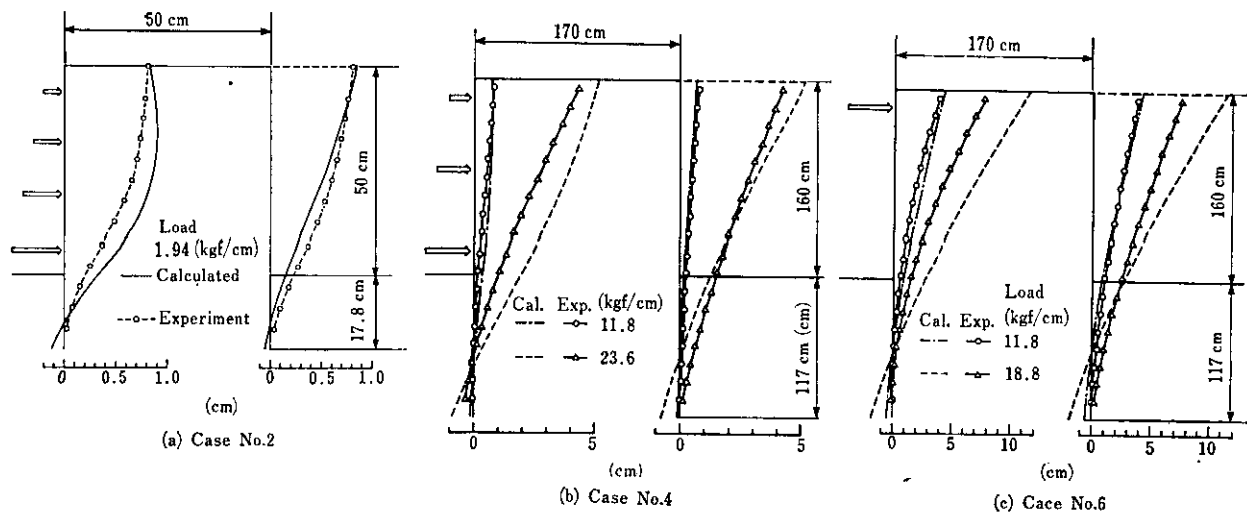 50 cm
50 cm
17.8 cm
Load
1.94 (kgf/cm)
Calculated
Experiment
0 0.5 1.0
0 0.5 1.0
(cm)
(a) Case No.2
170 cm
160 cm
117 cm (cm)
Cal. Exp. (kgf/cm)
11.8
23.6
0 5
0 5
(cm)
(b) Case No.4
170 cm
160 cm
117 cm
Load
Cal. Exp. (kgf/cm)
11.8
18.8
0 5 10
0 5 10
(cm)
(c) Cace No.6